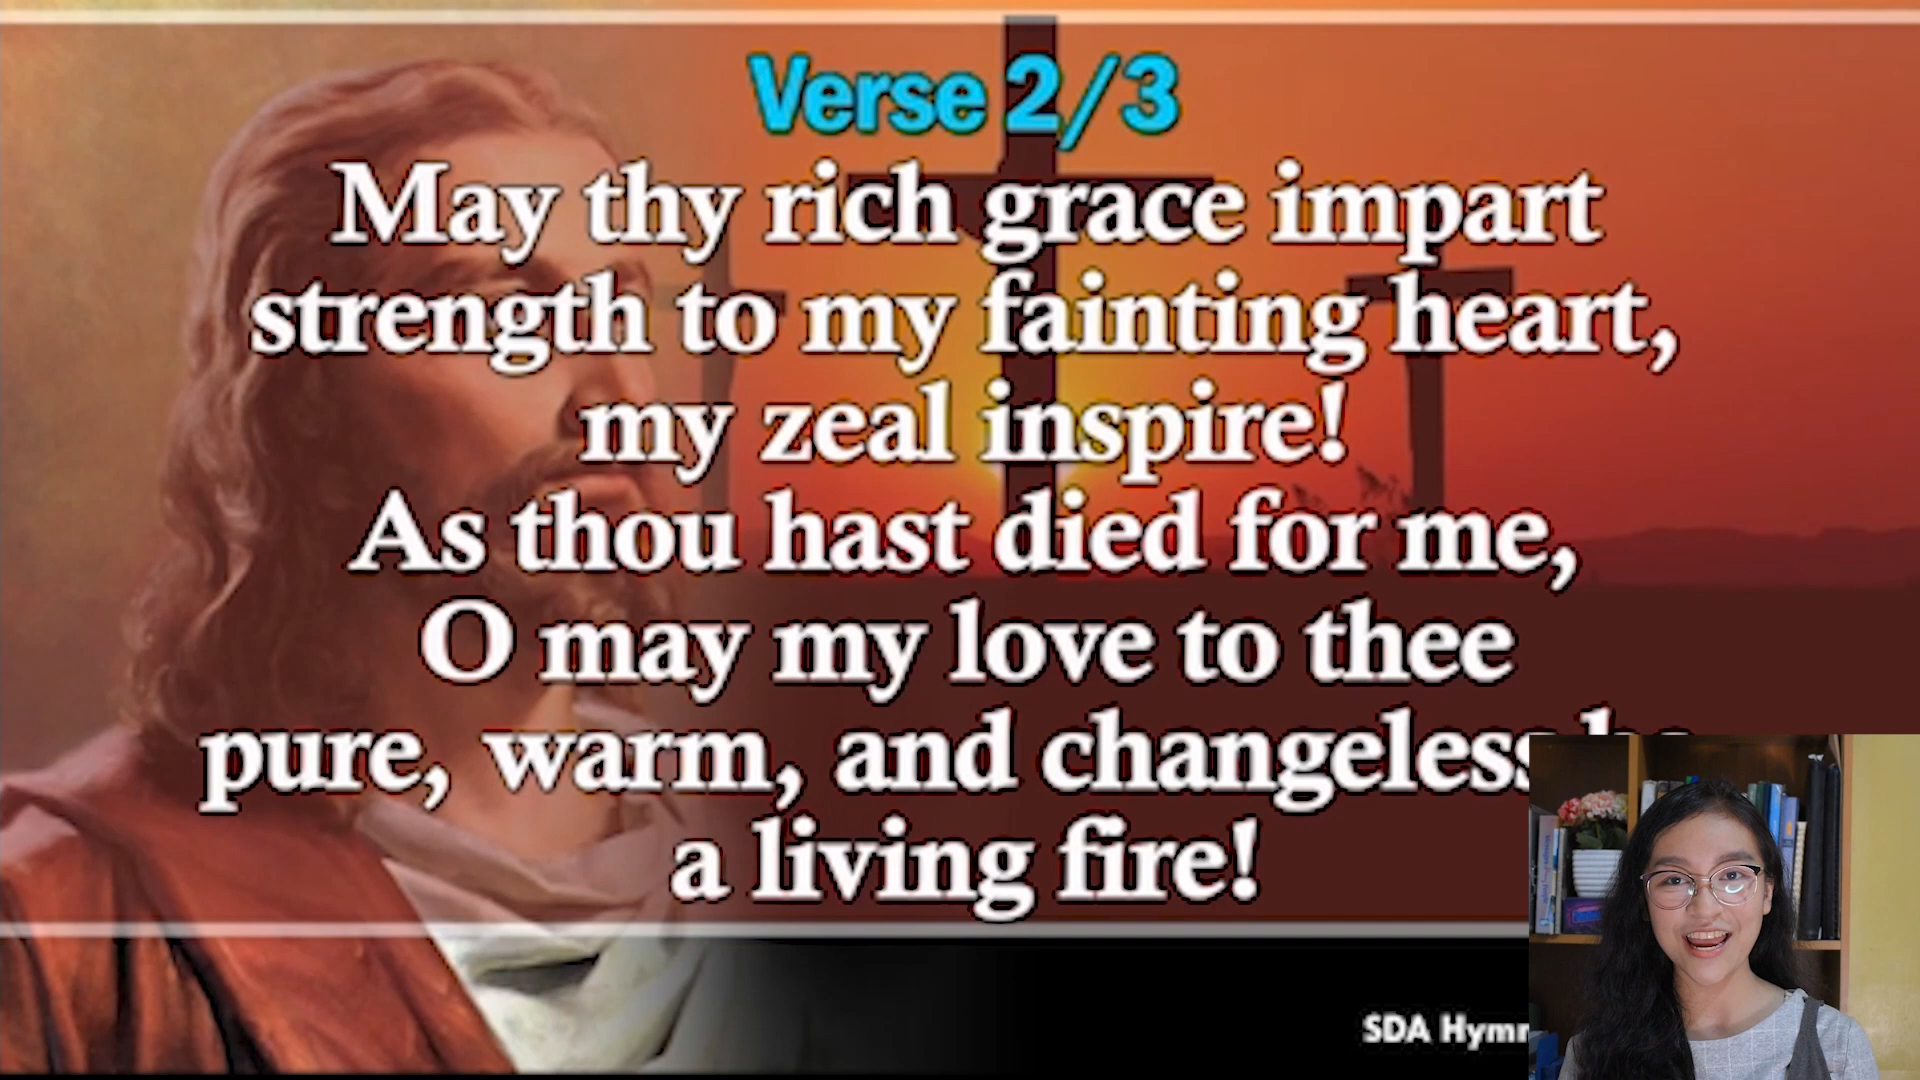 Verse 2/3
May thy rich grace impart
strength to my fainting heart,
my zeal inspire!
As thou hast died for me,
O may my love to thee
pure, warm, and changeless
a living fire!
SDA